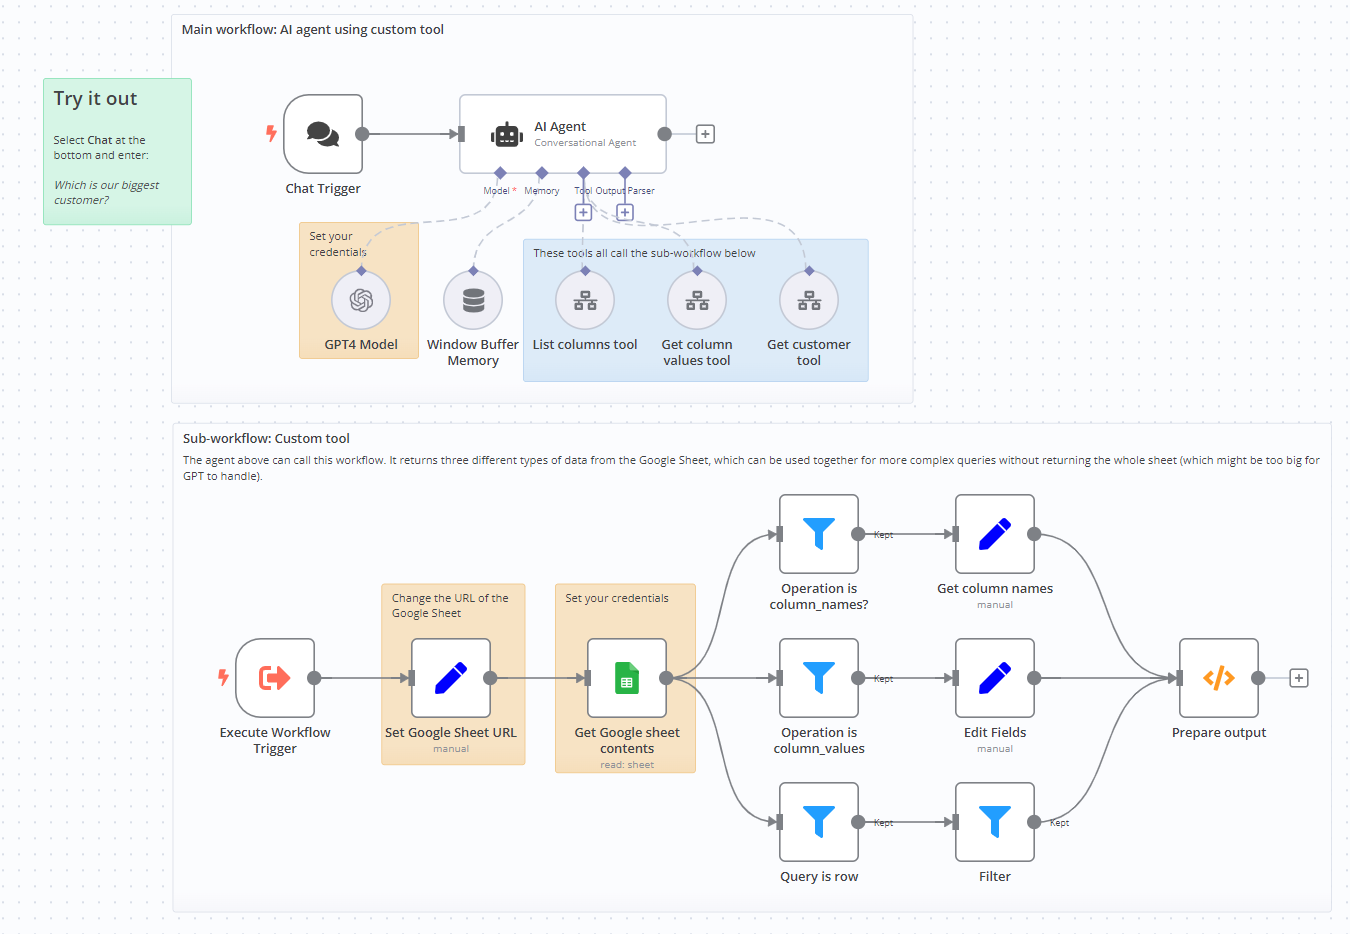 Main workflow: AI agent using custom tool
Try it out
Select Chat at the
bottom and enter:
Which is our biggest
customer?
Chat Trigger
AI Agent
Conversational Agent
Model *
Memory
Tool
Output Parser
Set your
credentials
These tools all call the sub-workflow below
GPT4 Model
Window Buffer
Memory
List columns tool
Get column
values tool
Get customer
tool
Sub-workflow: Custom tool
The agent above can call this workflow. It returns three different types of data from the Google Sheet, which can be used together for more complex queries without returning the whole sheet (which might be too big for
GPT to handle).
Kept
Operation is
column_names?
Get column names
manual
Change the URL of the
Google Sheet
Set your credentials
Kept
Execute Workflow
Trigger
Set Google Sheet URL
manual
Get Google sheet
contents
read: sheet
Operation is
column_values
Edit Fields
manual
Prepare output
Kept
Kept
Query is row
Filter